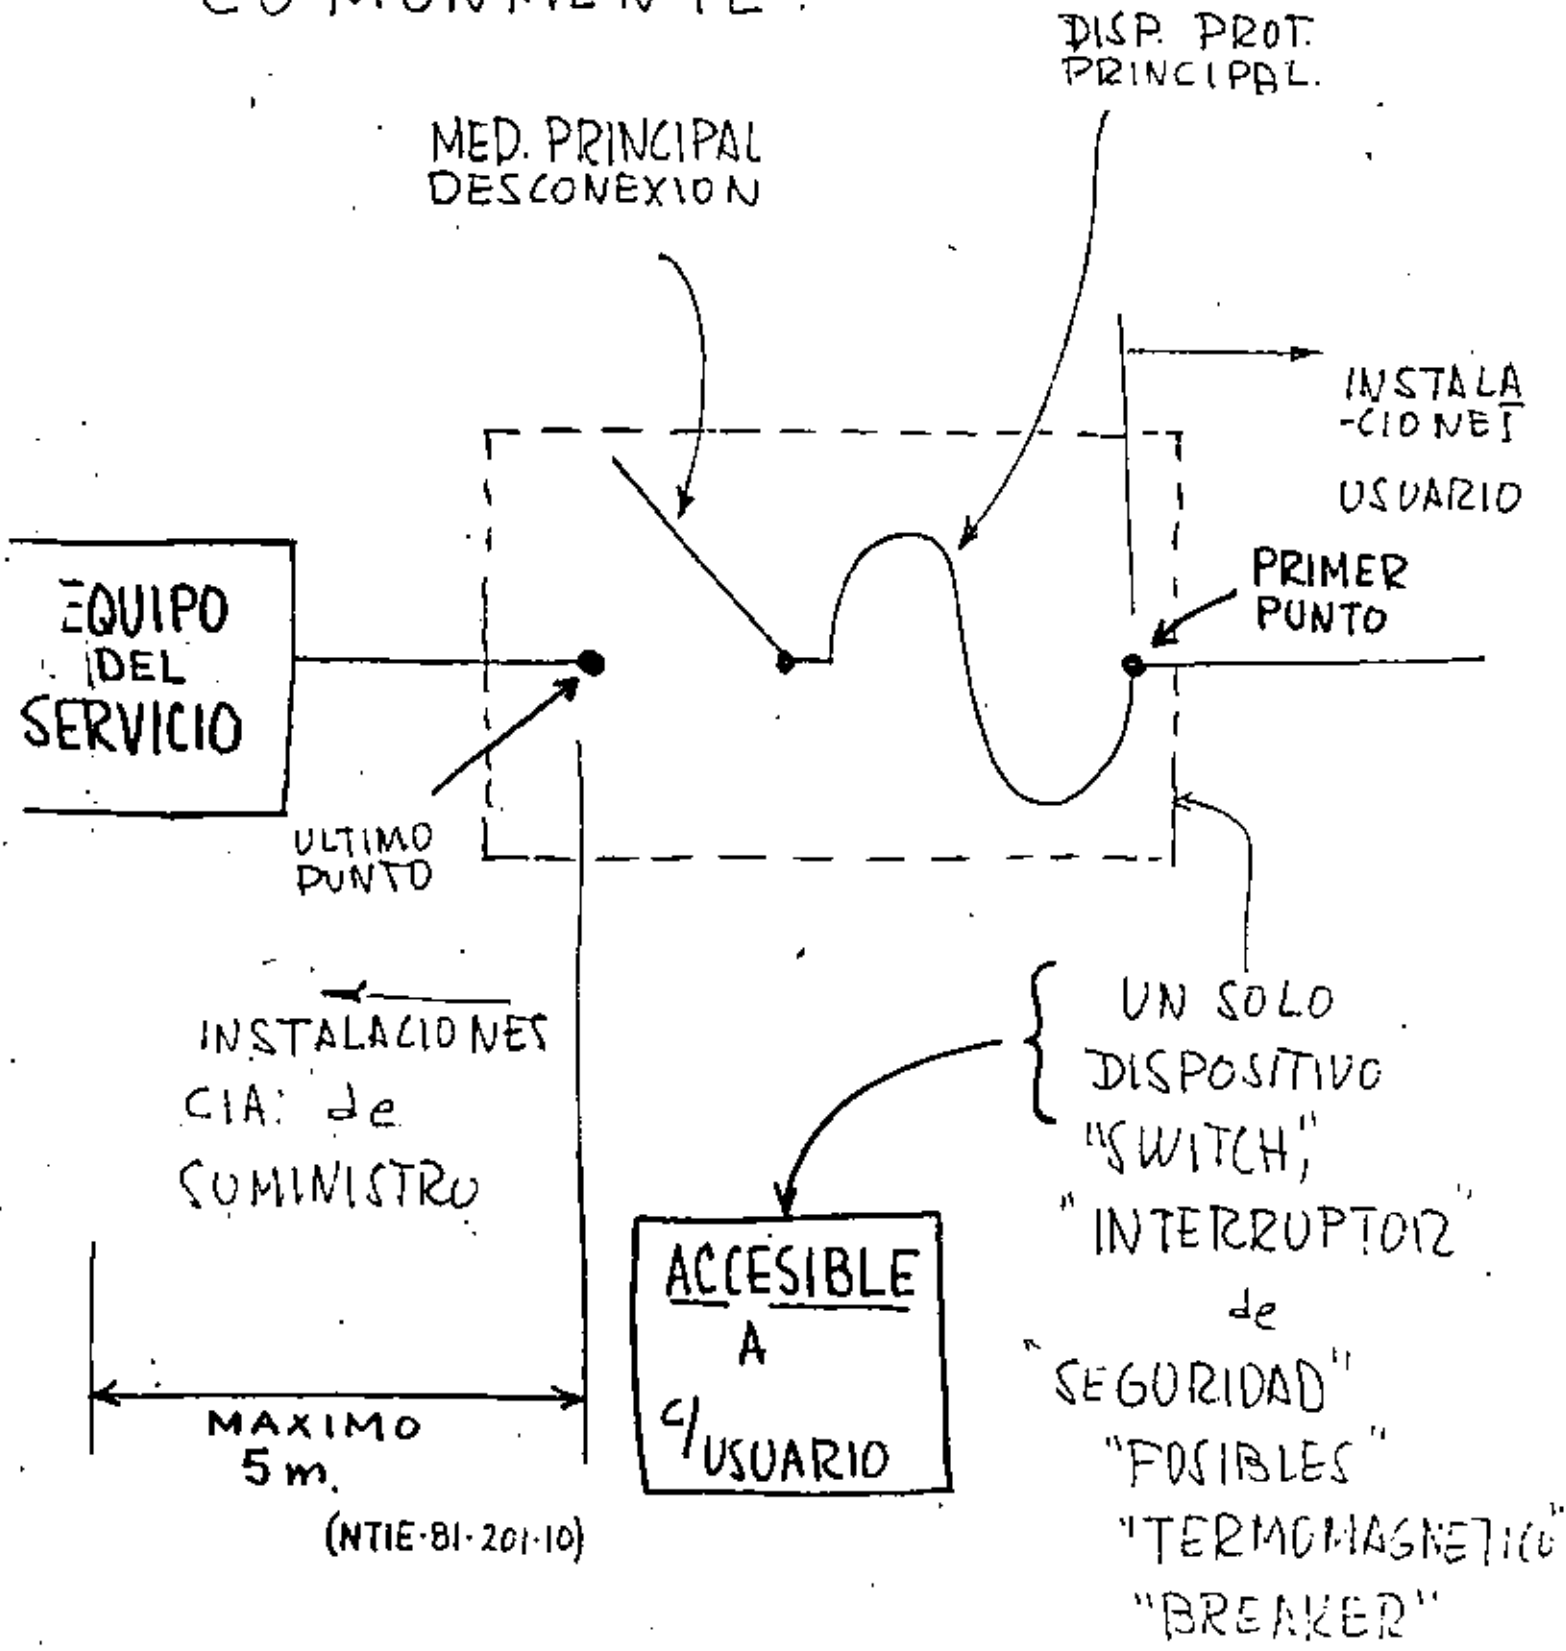 COMUNMENTE:
DISP. PROT.
PRINCIPAL.
MED. PRINCIPAL
DESCONEXION
INSTALA
-CIONES
USUARIO
EQUIPO
DEL
SERVICIO
PRIMER
PUNTO
ULTIMO
PUNTO
INSTALACIONES
CIA: de
SUMINISTRO
UN SOLO
DISPOSITIVO
"SWITCH,"
"INTERRUPTOR"
de
"SEGURIDAD"
"FUSIBLES"
"TERMOMAGNETICO"
"BREAKER"
ACCESIBLE
A
c/USUARIO
MAXIMO
5 m.
(NTIE-81-201-10)